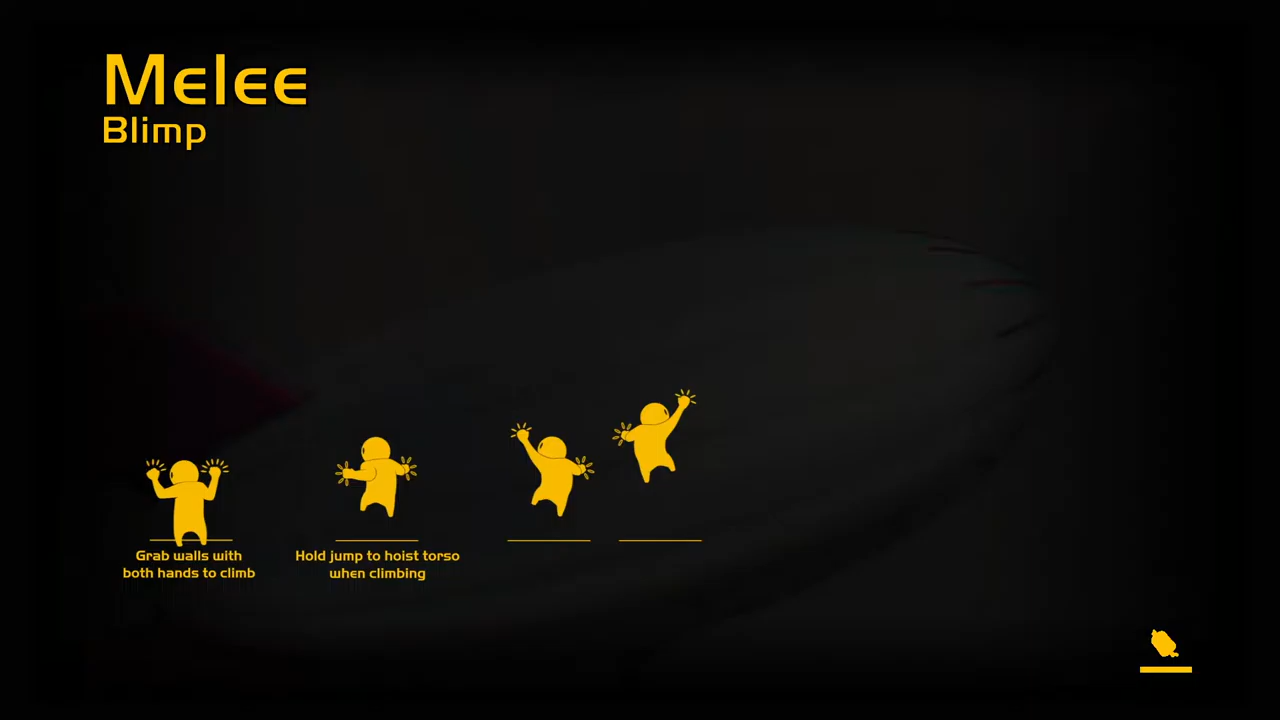 Melee
Blimp
Grab walls with
both hands to climb
Hold jump to hoist torso
when climbing